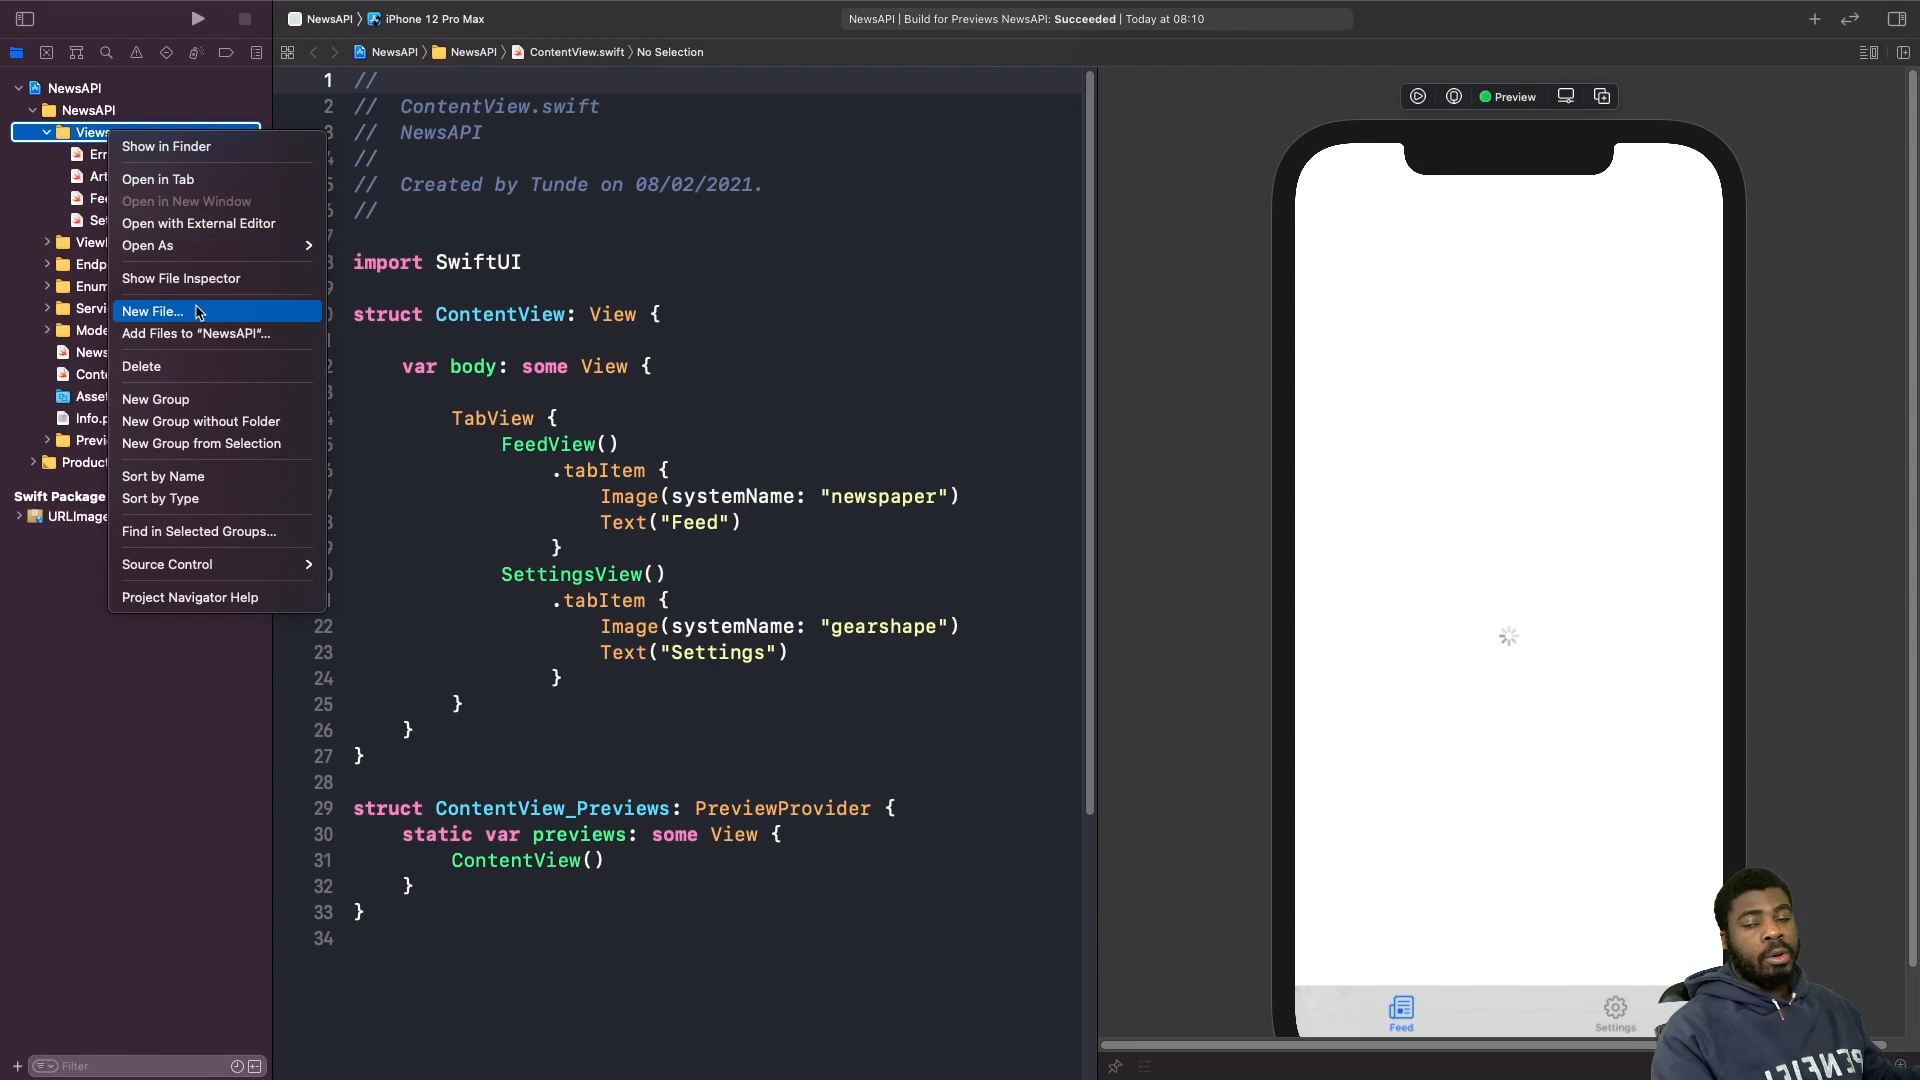 NewsAPI
iPhone 12 Pro Max
NewsAPI | Build for Previews NewsAPI: Succeeded | Today at 08:10
NewsAPI
NewsAPI
ContentView.swift
No Selection
NewsAPI
NewsAPI
Views
Show in Finder
Open in Tab
Open in New Window
Open with External Editor
Open As
Show File Inspector
New File...
Add Files to “NewsAPI”...
Delete
New Group
New Group without Folder
New Group from Selection
Sort by Name
Sort by Type
Find in Selected Groups...
Source Control
Project Navigator Help
Swift Package
URLImage
Filter
1 //
2 // ContentView.swift
// NewsAPI
//
// Created by Tunde on 08/02/2021.
//
import SwiftUI
struct ContentView: View {
var body: some View {
TabView {
FeedView()
.tabItem {
Image(systemName: "newspaper")
Text("Feed")
}
SettingsView()
.tabItem {
22 Image(systemName: "gearshape")
23 Text("Settings")
24 }
25 }
26 }
27 }
28
29 struct ContentView_Previews: PreviewProvider {
30 static var previews: some View {
31 ContentView()
32 }
33 }
34
Preview
Feed
Settings